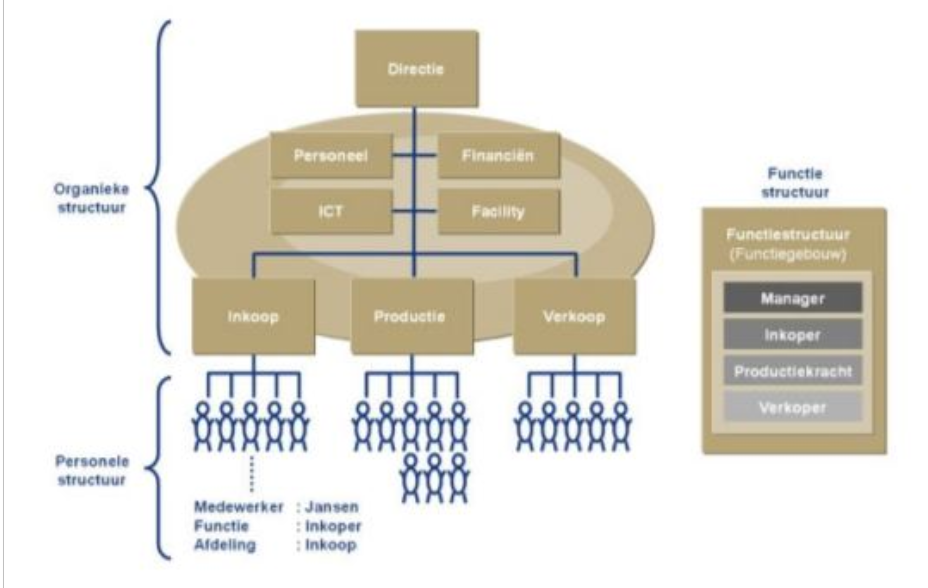 Directie
Personeel
Financiën
ICT
Facility
Organieke
structuur
Inkoop
Productie
Verkoop
Personele
structuur
Medewerker : Jansen
Functie : Inkoper
Afdeling : Inkoop
Functie
structuur
Functiestructuur
(Functiegebouw)
Manager
Inkoper
Productiekracht
Verkoper